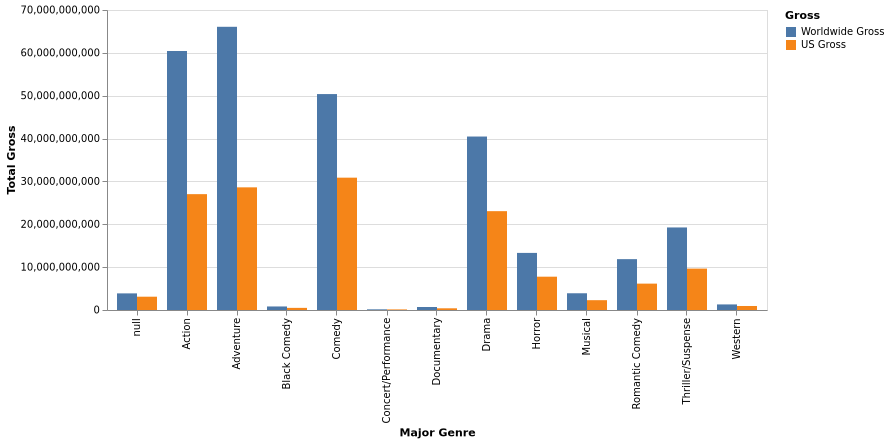 70,000,000,000
60,000,000,000
50,000,000,000
40,000,000,000
30,000,000,000
20,000,000,000
10,000,000,000
0
Total Gross
null
Action
Adventure
Black Comedy
Comedy
Concert/Performance
Documentary
Drama
Horror
Musical
Romantic Comedy
Thriller/Suspense
Western
Major Genre
Gross
Worldwide Gross
US Gross